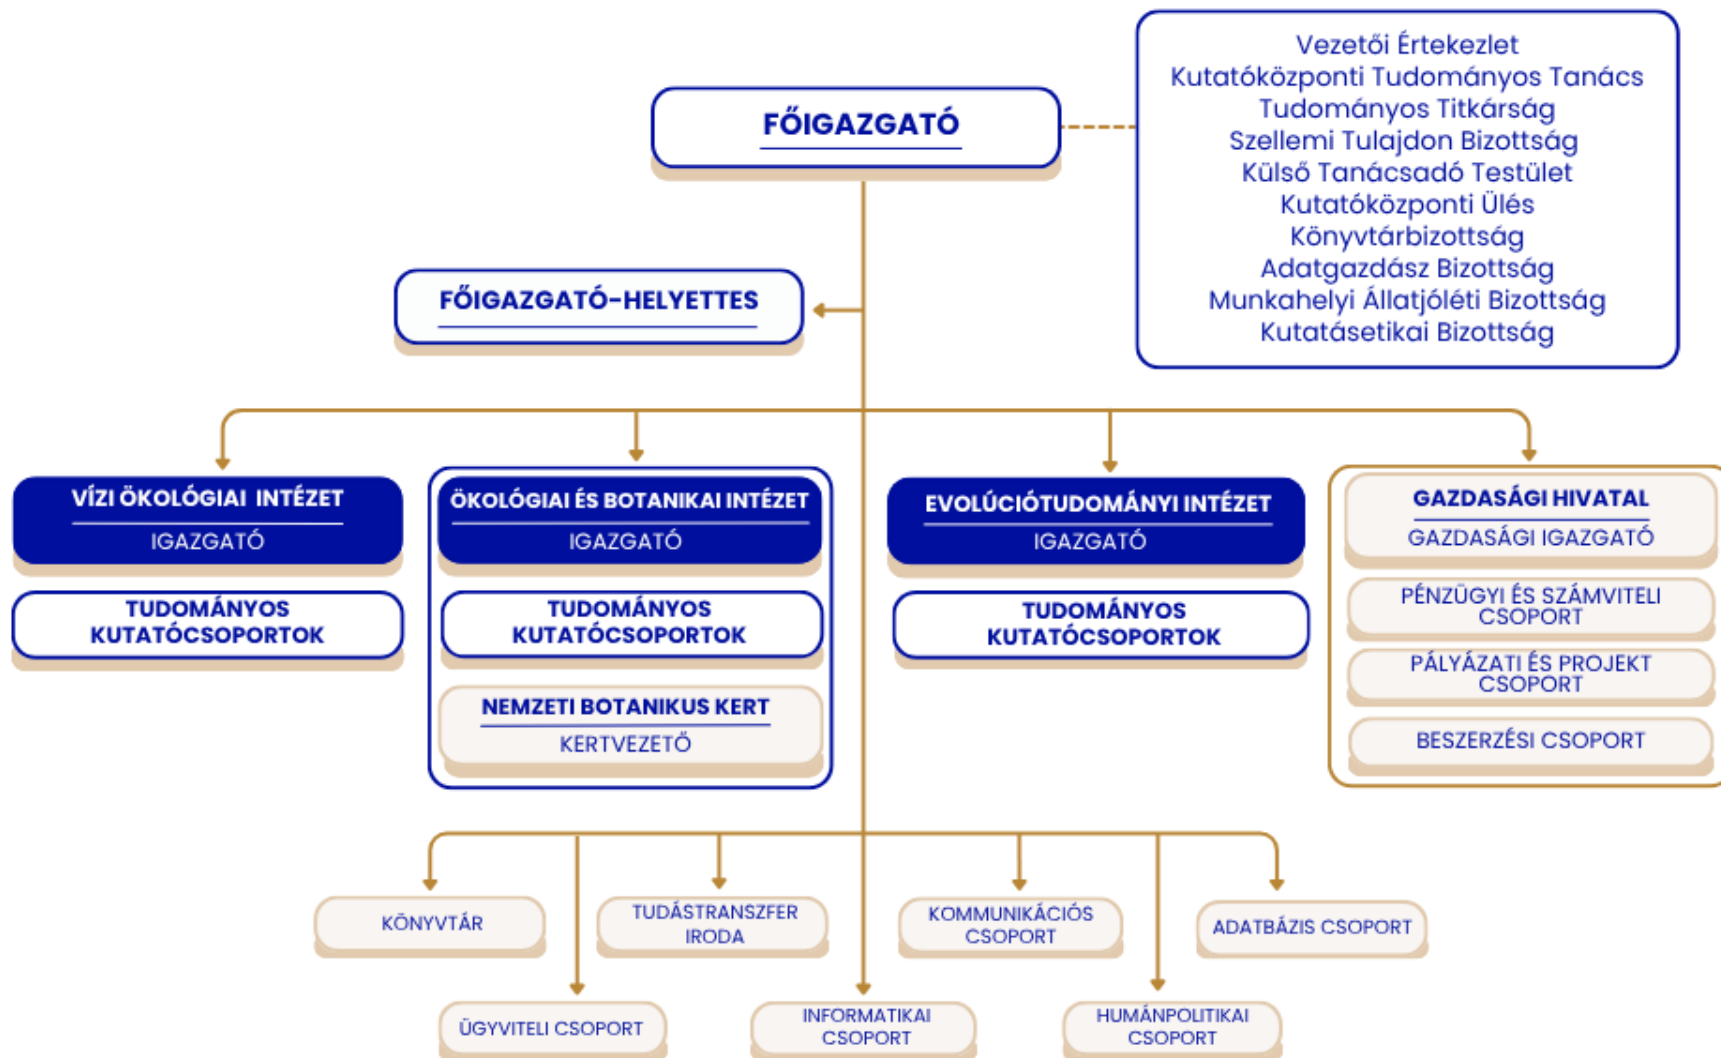 Vezetői Értekezlet
Kutatóközponti Tudományos Tanács
Tudományos Titkárság
Szellemi Tulajdon Bizottság
Külső Tanácsadó Testület
Kutatóközponti Ülés
Könyvtárbizottság
Adatgazdász Bizottság
Munkahelyi Állatjóléti Bizottság
Kutatásetikai Bizottság
FŐIGAZGATÓ
FŐIGAZGATÓ-HELYETTES
VÍZI ÖKOLÓGIAI INTÉZET
IGAZGATÓ
TUDOMÁNYOS
KUTATÓCSOPORTOK
ÖKOLÓGIAI ÉS BOTANIKAI INTÉZET
IGAZGATÓ
TUDOMÁNYOS
KUTATÓCSOPORTOK
NEMZETI BOTANIKUS KERT
KERTVEZETŐ
EVOLÚCIÓTUDOMÁNYI INTÉZET
IGAZGATÓ
TUDOMÁNYOS
KUTATÓCSOPORTOK
GAZDASÁGI HIVATAL
GAZDASÁGI IGAZGATÓ
PÉNZÜGYI ÉS SZÁMVITELI
CSOPORT
PÁLYÁZATI ÉS PROJEKT
CSOPORT
BESZERZÉSI CSOPORT
KÖNYVTÁR
TUDÁSTRANSZFER
IRODA
KOMMUNIKÁCIÓS
CSOPORT
ADATBÁZIS CSOPORT
ÜGYVITELI CSOPORT
INFORMATIKAI
CSOPORT
HUMÁNPOLITIKAI
CSOPORT